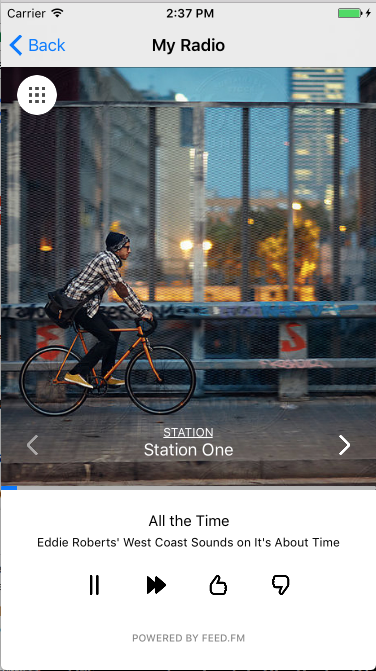 Carrier 2:37 PM
Back My Radio
STATION
Station One
All the Time
Eddie Roberts' West Coast Sounds on It's About Time
POWERED BY FEED.FM